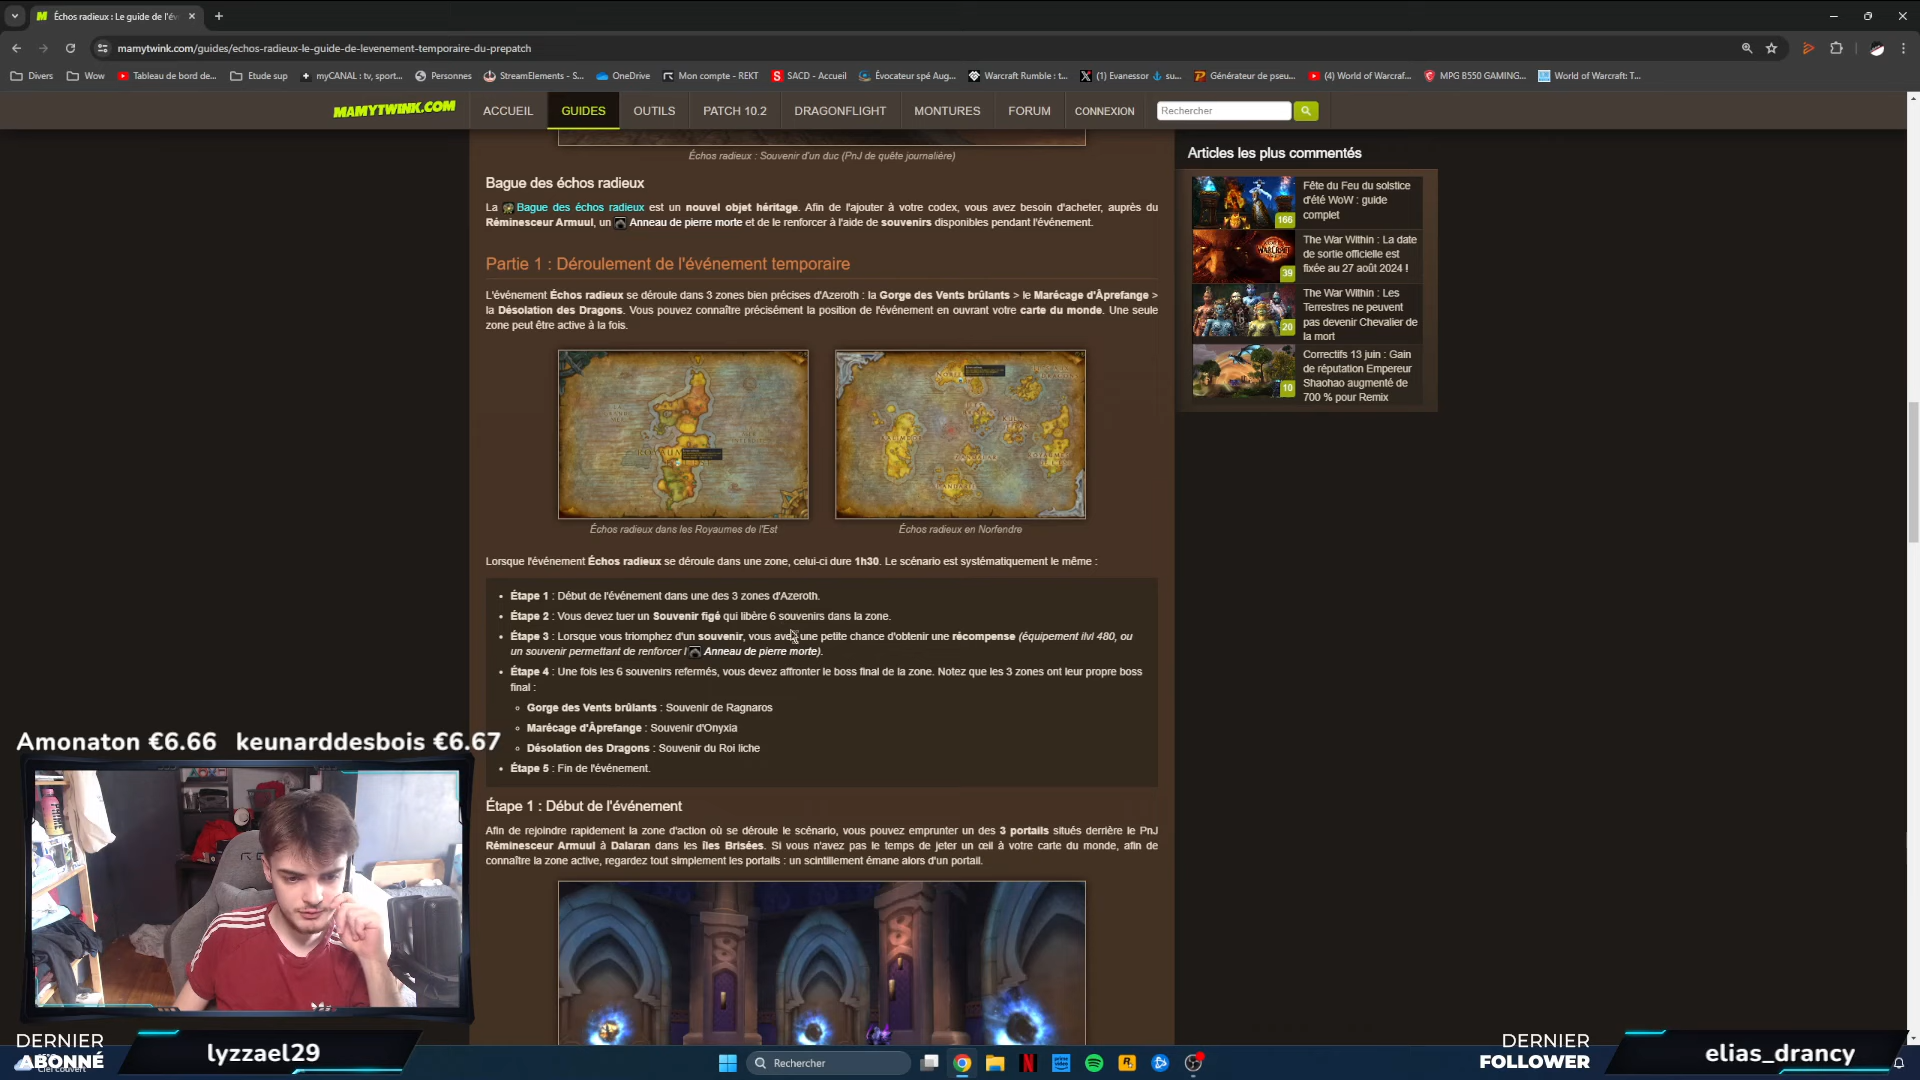 Échos radieux : Le guide de l'év
mamytwink.com/guides/echos-radieux-le-guide-de-levenement-temporaire-du-prepatch
Divers
Wow
Tableau de bord de...
Etude sup
myCANAL : tv, sport...
Personnes
StreamElements - S...
OneDrive
Mon compte - REKT
SACD - Accueil
Évocateur spé Aug...
Warcraft Rumble : t...
(1) Evanessor ⚓ su...
Générateur de pseu...
(4) World of Warcraf...
MPG B550 GAMING...
World of Warcraft: T...
MAMYTWINK.COM
ACCUEIL
GUIDES
OUTILS
PATCH 10.2
DRAGONFLIGHT
MONTURES
FORUM
CONNEXION
Rechercher
Échos radieux : Souvenir d'un duc (PnJ de quête journalière)
Bague des échos radieux
La Bague des échos radieux est un nouvel objet héritage. Afin de l'ajouter à votre codex, vous avez besoin d'acheter, auprès du
Réminesceur Armuul, un Anneau de pierre morte et de le renforcer à l'aide de souvenirs disponibles pendant l'événement.
Partie 1 : Déroulement de l'événement temporaire
L'événement Échos radieux se déroule dans 3 zones bien précises d'Azeroth : la Gorge des Vents brûlants > le Marécage d'Âprefange >
la Désolation des Dragons. Vous pouvez connaître précisément la position de l'événement en ouvrant votre carte du monde. Une seule
zone peut être active à la fois.
Échos radieux dans les Royaumes de l'Est
Échos radieux en Norfendre
Lorsque l'événement Échos radieux se déroule dans une zone, celui-ci dure 1h30. Le scénario est systématiquement le même :
• Étape 1 : Début de l'événement dans une des 3 zones d'Azeroth.
• Étape 2 : Vous devez tuer un Souvenir figé qui libère 6 souvenirs dans la zone.
• Étape 3 : Lorsque vous triomphez d'un souvenir, vous avez une petite chance d'obtenir une récompense (équipement ilvl 480, ou
un souvenir permettant de renforcer l' Anneau de pierre morte).
• Étape 4 : Une fois les 6 souvenirs refermés, vous devez affronter le boss final de la zone. Notez que les 3 zones ont leur propre boss
final :
Gorge des Vents brûlants : Souvenir de Ragnaros
Marécage d'Âprefange : Souvenir d'Onyxia
Désolation des Dragons : Souvenir du Roi liche
• Étape 5 : Fin de l'événement.
Étape 1 : Début de l'événement
Afin de rejoindre rapidement la zone d'action où se déroule le scénario, vous pouvez emprunter un des 3 portails situés derrière le PnJ
Réminesceur Armuul à Dalaran dans les îles Brisées. Si vous n'avez pas le temps de jeter un œil à votre carte du monde, afin de
connaître la zone active, regardez tout simplement les portails : un scintillement émane alors d'un portail.
Articles les plus commentés
166
Fête du Feu du solstice
d'été WoW : guide
complet
39
The War Within : La date
de sortie officielle est
fixée au 27 août 2024 !
20
The War Within : Les
Terrestres ne peuvent
pas devenir Chevalier de
la mort
10
Correctifs 13 juin : Gain
de réputation Empereur
Shaohao augmenté de
700 % pour Remix
Amonaton €6.66 keunarddesbois €6.67
DERNIER
ABONNÉ
lyzzael29
Rechercher
DERNIER
FOLLOWER
elias_drancy